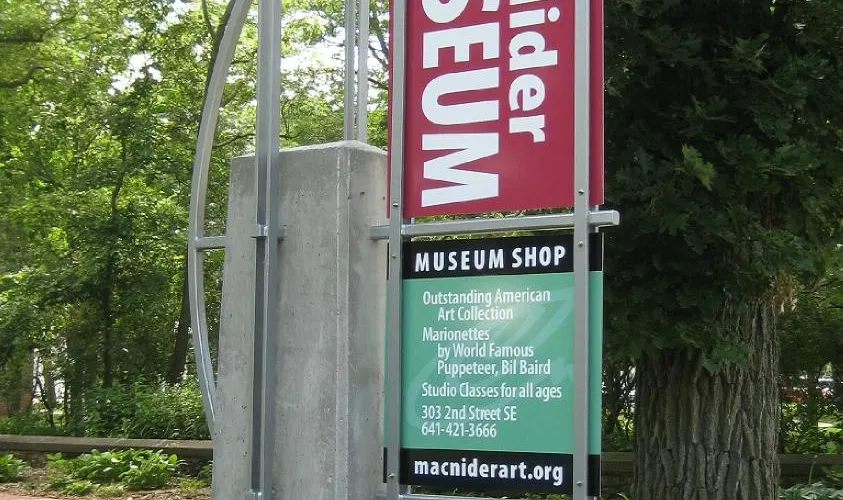 nider
SEUM
MUSEUM SHOP
Outstanding American
Art Collection
Marionettes
by World Famous
Puppeteer, Bil Baird
Studio Classes for all ages
303 2nd Street SE
641-421-3666
macniderart.org